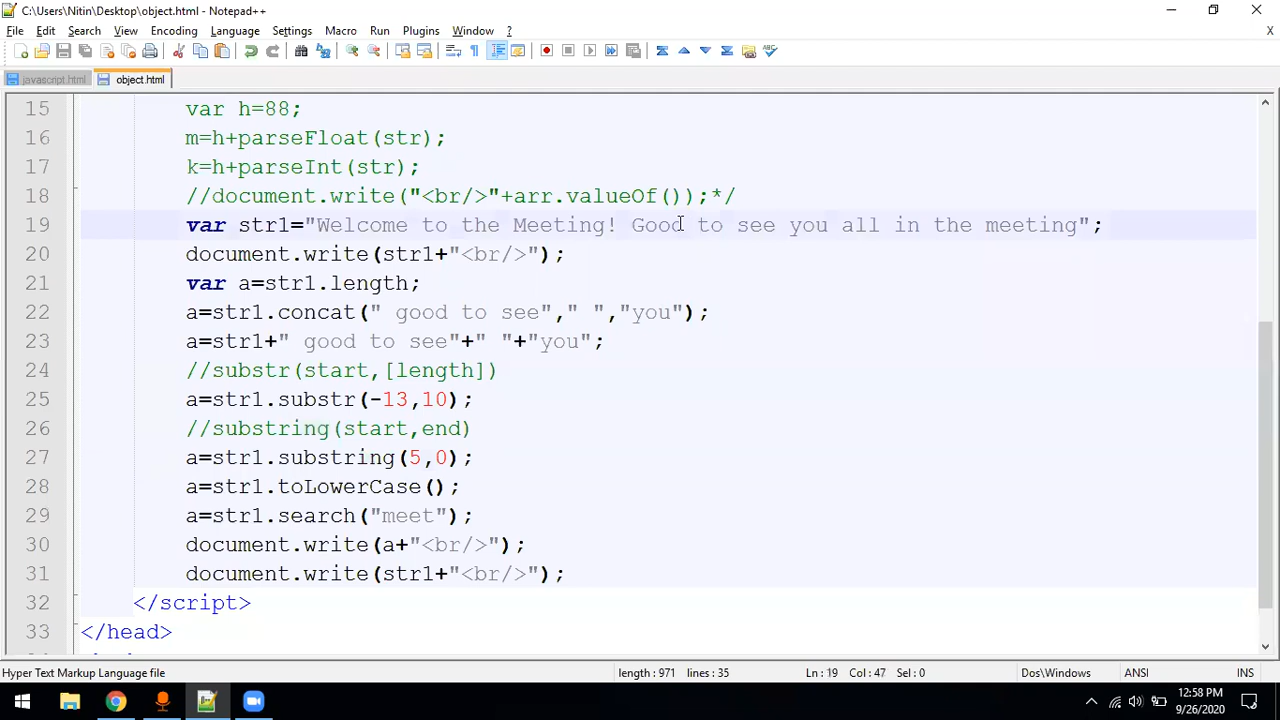 C:\Users\Nitin\Desktop\object.html - Notepad++
File Edit Search View Encoding Language Settings Macro Run Plugins Window ? X
javascript.html object.html
15 var h=88;
16 m=h+parseFloat(str);
17 k=h+parseInt(str);
18 //document.write("<br/>"+arr.valueOf());*/
19 var str1="Welcome to the Meeting! Good to see you all in the meeting";
20 document.write(str1+"<br/>");
21 var a=str1.length;
22 a=str1.concat(" good to see"," ","you");
23 a=str1+" good to see"+" "+"you";
24 //substr(start,[length])
25 a=str1.substr(-13,10);
26 //substring(start,end)
27 a=str1.substring(5,0);
28 a=str1.toLowerCase();
29 a=str1.search("meet");
30 document.write(a+"<br/>");
31 document.write(str1+"<br/>");
32 </script>
33 </head>
Hyper Text Markup Language file length : 971 lines : 35 Ln : 19 Col : 47 Sel : 0 Dos\Windows ANSI INS
12:58 PM
9/26/2020